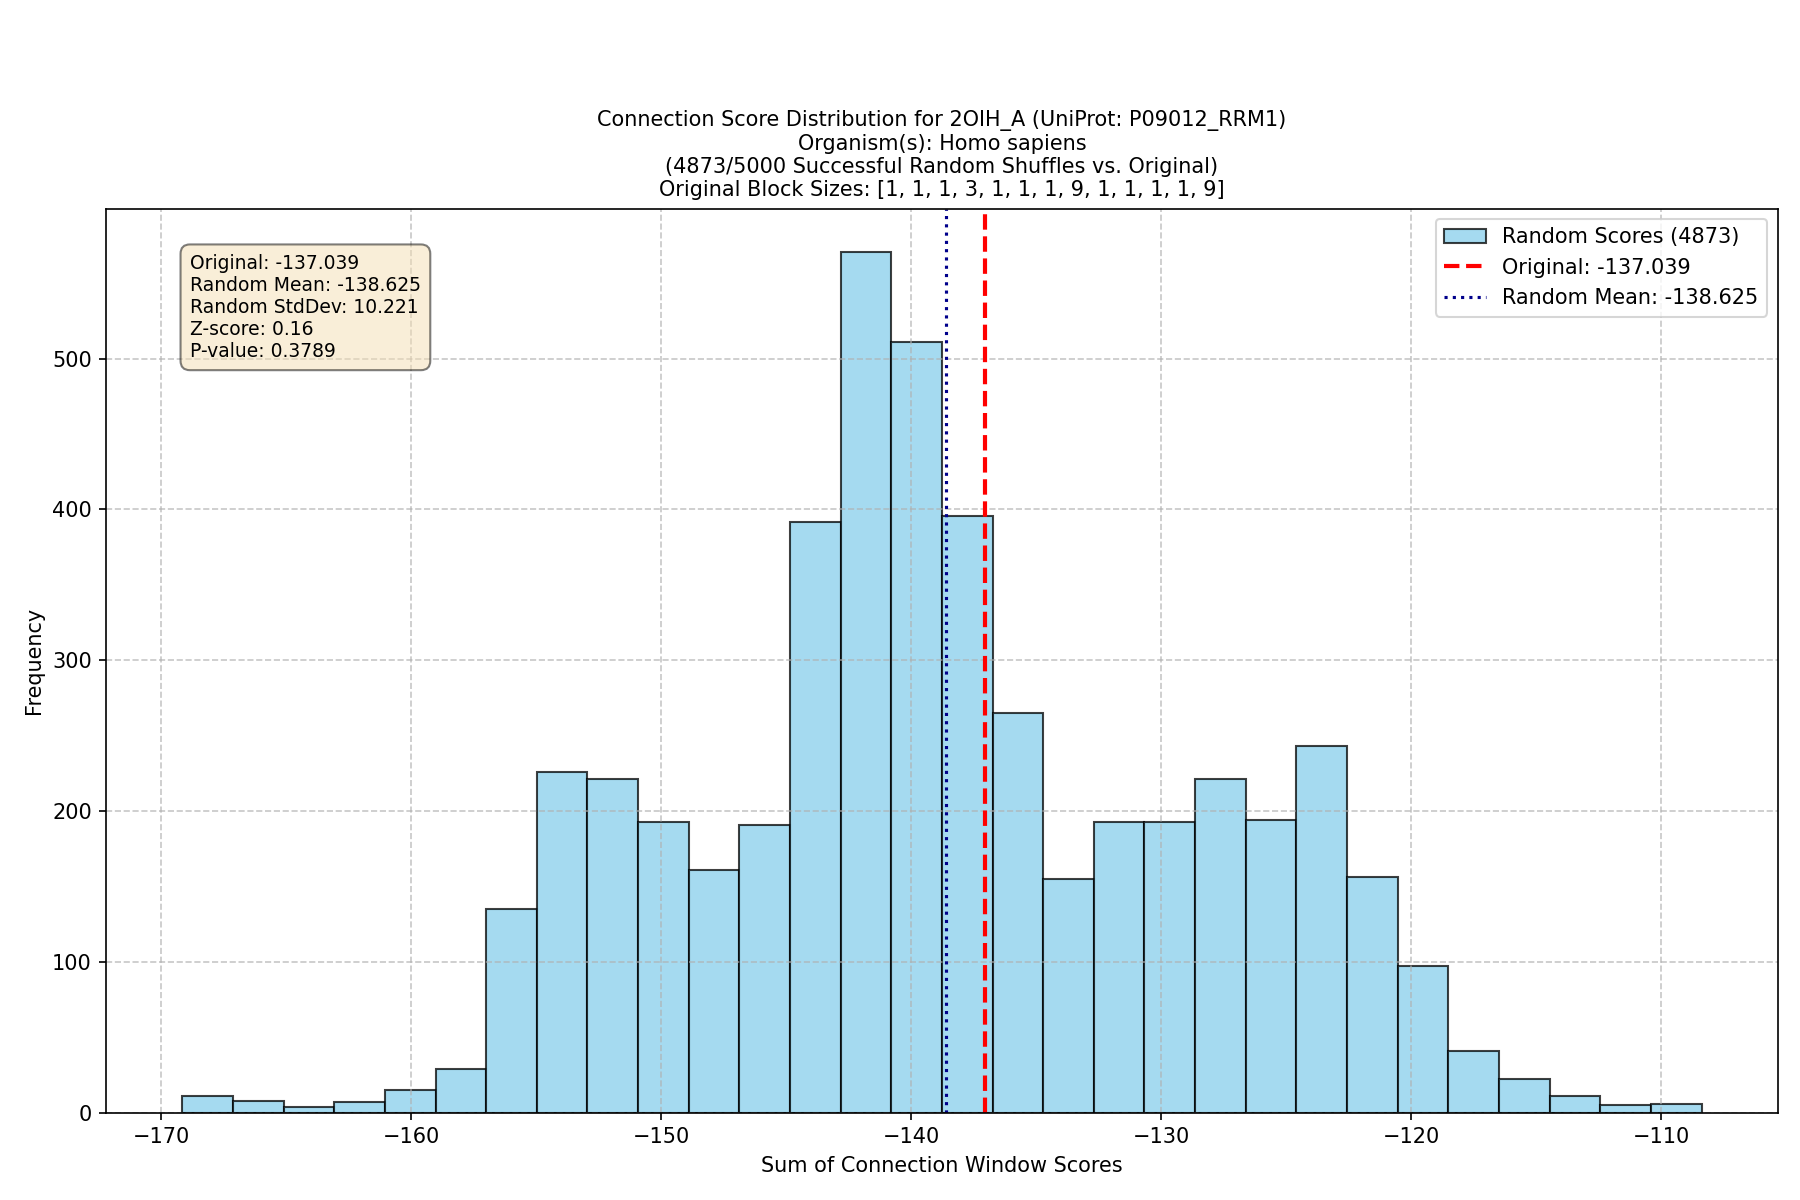 Connection Score Distribution for 2OIH_A (UniProt: P09012_RRM1)
Organism(s): Homo sapiens
(4873/5000 Successful Random Shuffles vs. Original)
Original Block Sizes: [1, 1, 1, 3, 1, 1, 1, 9, 1, 1, 1, 1, 9]
Original: -137.039
Random Mean: -138.625
Random StdDev: 10.221
Z-score: 0.16
P-value: 0.3789
Random Scores (4873)
Original: -137.039
Random Mean: -138.625
Frequency
500
400
300
200
100
0
−170 −160 −150 −140 −130 −120 −110
Sum of Connection Window Scores